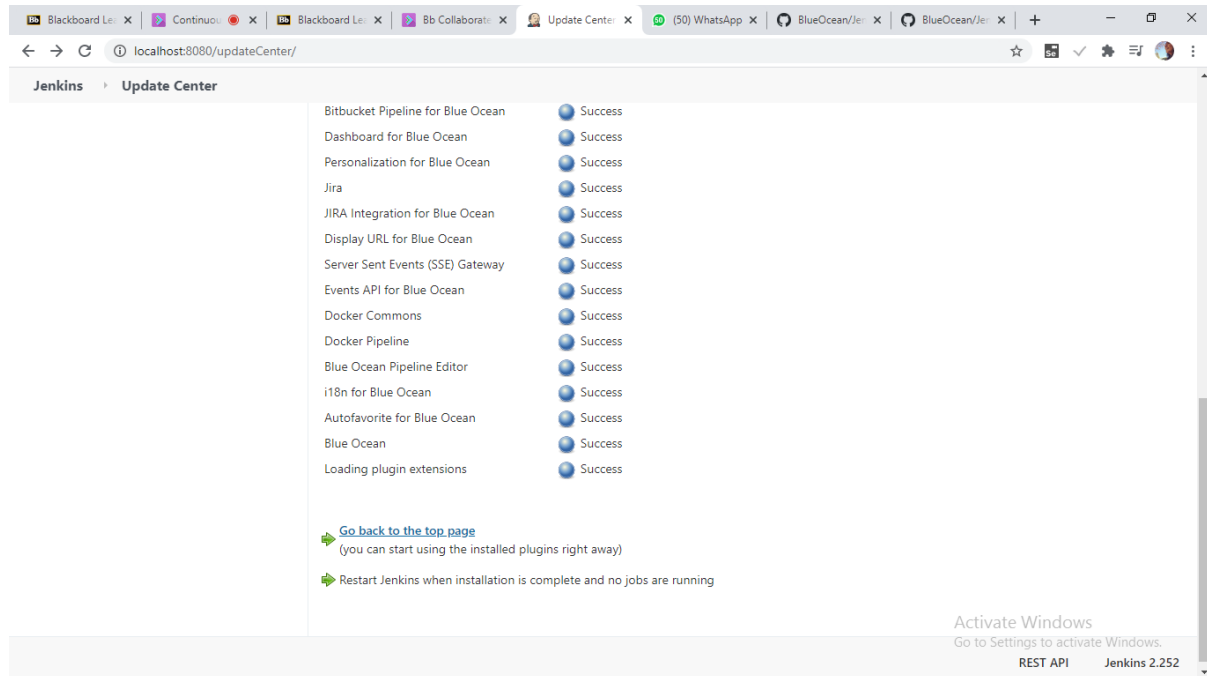 Blackboard Lea
Continuou
Blackboard Lea
Bb Collaborate
Update Center
(50) WhatsApp
BlueOcean/Jen
BlueOcean/Jen
localhost:8080/updateCenter/
Jenkins Update Center
Bitbucket Pipeline for Blue Ocean Success
Dashboard for Blue Ocean Success
Personalization for Blue Ocean Success
Jira Success
JIRA Integration for Blue Ocean Success
Display URL for Blue Ocean Success
Server Sent Events (SSE) Gateway Success
Events API for Blue Ocean Success
Docker Commons Success
Docker Pipeline Success
Blue Ocean Pipeline Editor Success
i18n for Blue Ocean Success
Autofavorite for Blue Ocean Success
Blue Ocean Success
Loading plugin extensions Success
Go back to the top page
(you can start using the installed plugins right away)
Restart Jenkins when installation is complete and no jobs are running
Activate Windows
Go to Settings to activate Windows.
REST API Jenkins 2.252